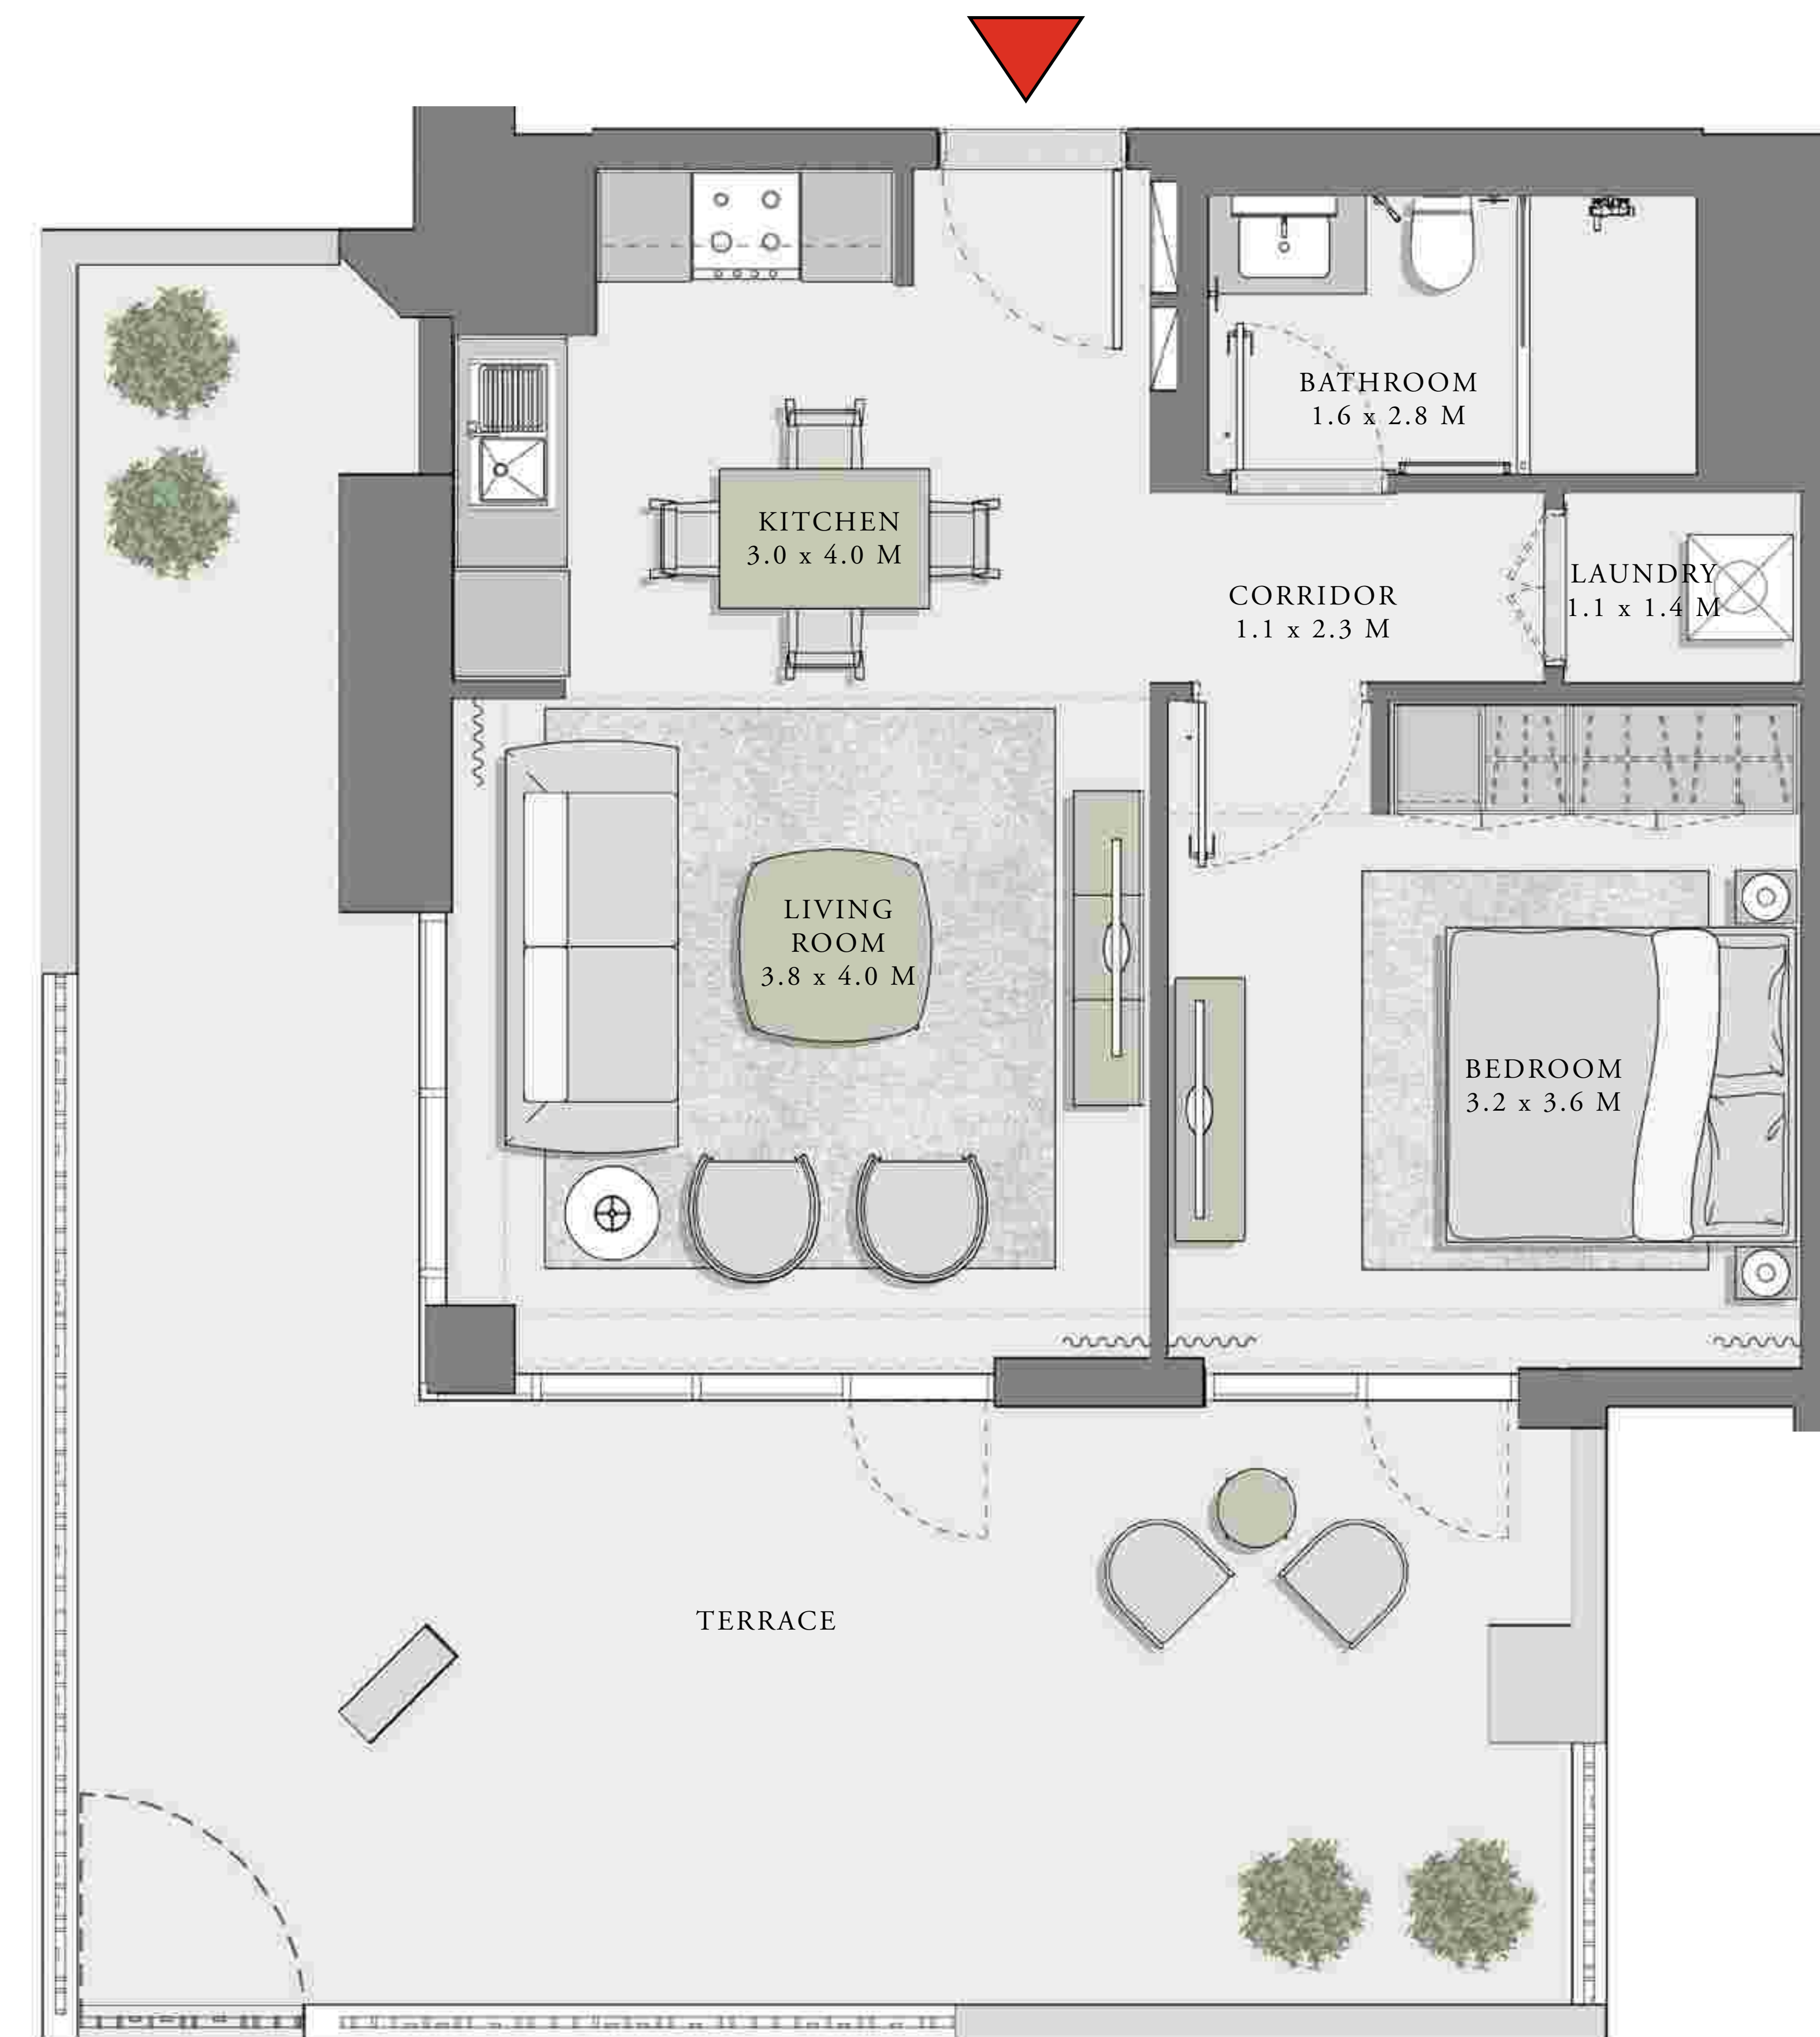 BATHROOM
1.6 x 2.8 M
KITCHEN
3.0 x 4.0 M
CORRIDOR
1.1 x 2.3 M
LAUNDRY
1.1 x 1.4 M
LIVING
ROOM
3.8 x 4.0 M
BEDROOM
3.2 x 3.6 M
TERRACE